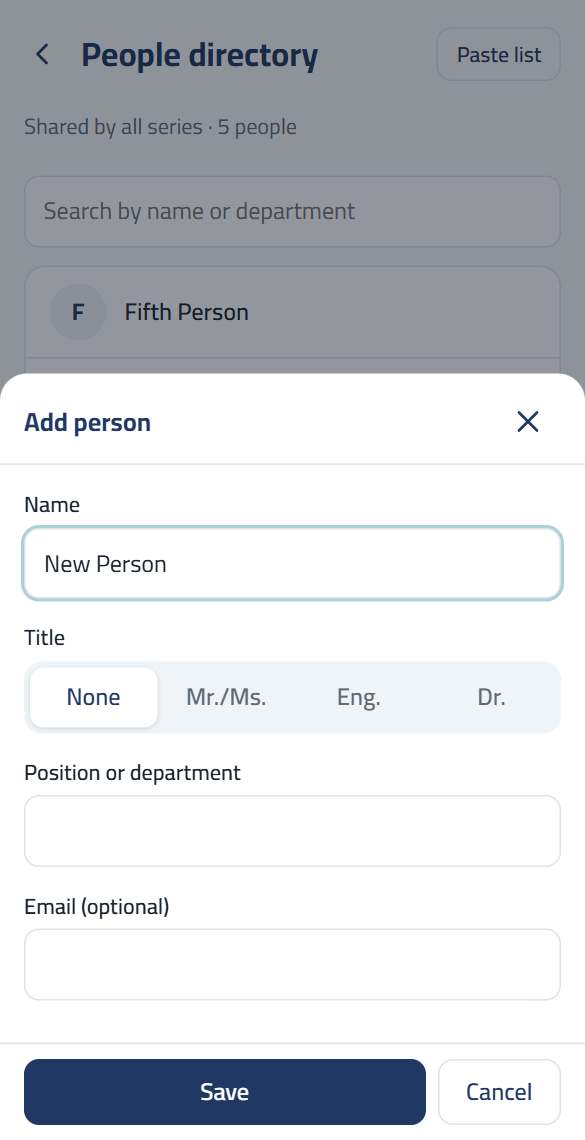 People directory
Paste list
Shared by all series · 5 people
Search by name or department
F
Fifth Person
Add person
Name
New Person
Title
None
Mr./Ms.
Eng.
Dr.
Position or department
Email (optional)
Save
Cancel